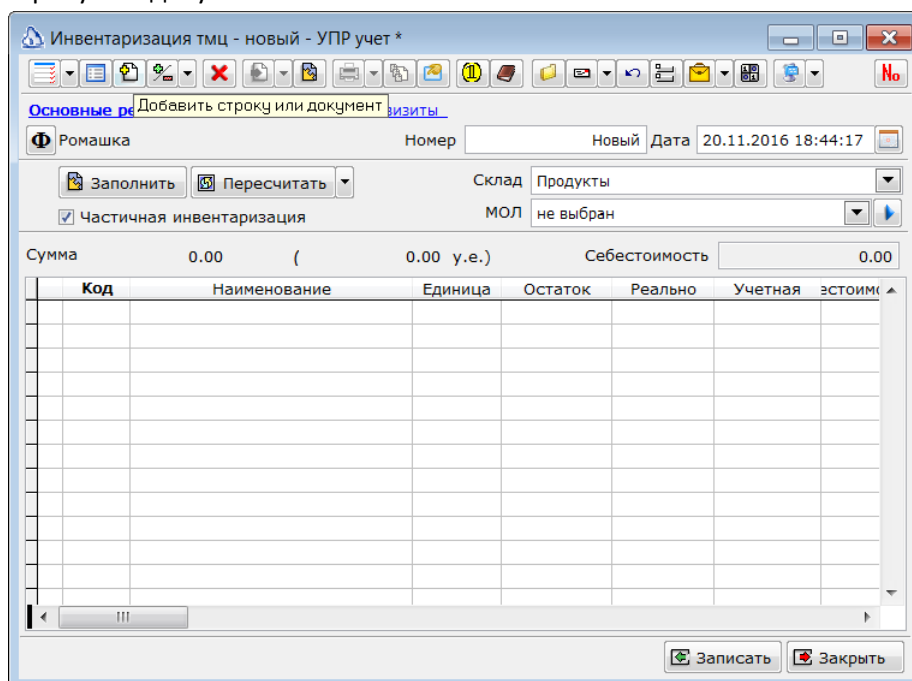 Инвентаризация тмц - новый - УПР учет *
№
Добавить строку или документ
Основные ре визиты
Ф Ромашка Номер Новый Дата 20.11.2016 18:44:17
Заполнить Пересчитать Склад Продукты
Частичная инвентаризация МОЛ не выбран
Сумма 0.00 ( 0.00 у.е.) Себестоимость 0.00
Код Наименование Единица Остаток Реально Учетная естоимо
Записать Закрыть